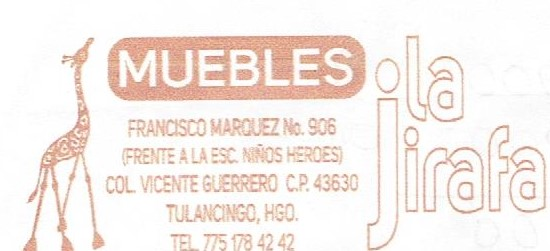 MUEBLES
la
Jirafa
FRANCISCO MARQUEZ No. 906
(FRENTE A LA ESC. NIÑOS HEROES)
COL. VICENTE GUERRERO C.P. 43630
TULANCINGO, HGO.
TEL. 775 178 42 42